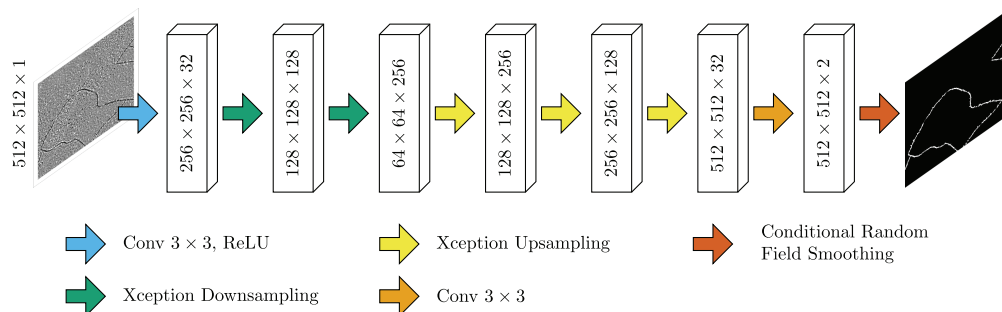 512 × 512 × 1
256 × 256 × 32
128 × 128 × 128
64 × 64 × 256
128 × 128 × 256
256 × 256 × 128
512 × 512 × 32
512 × 512 × 2
Conv 3 × 3, ReLU
Xception Upsampling
Conditional Random
Field Smoothing
Xception Downsampling
Conv 3 × 3